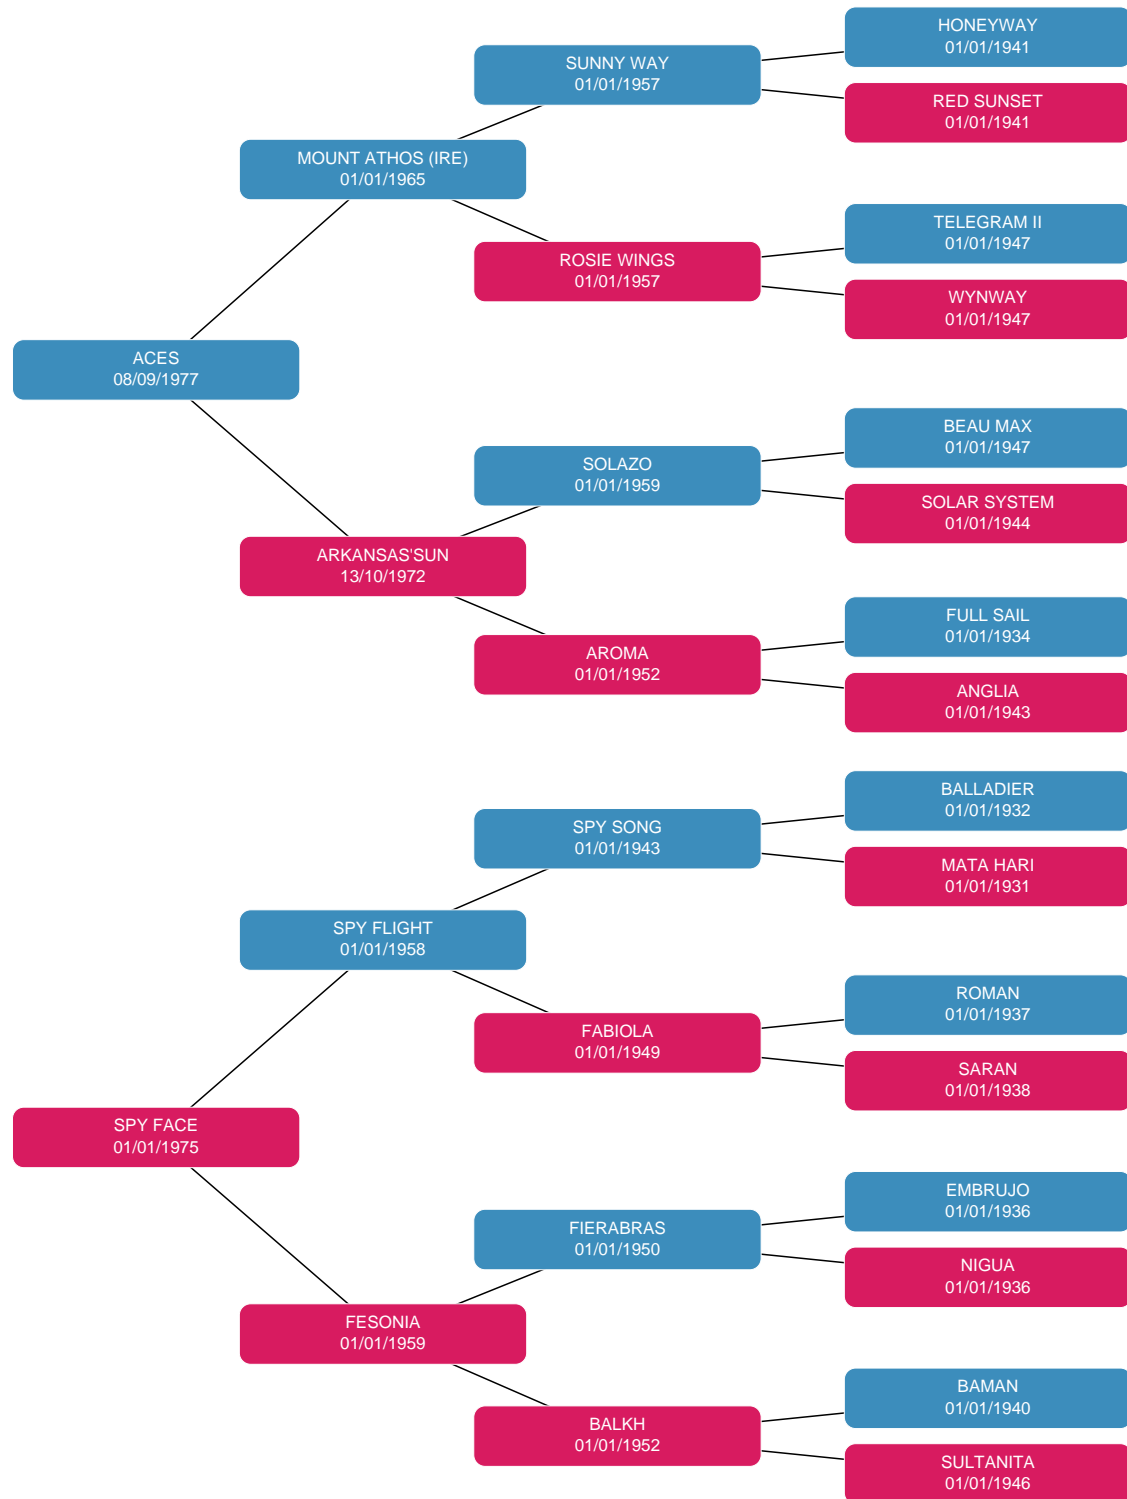 HONEYWAY
01/01/1941
SUNNY WAY
01/01/1957
RED SUNSET
01/01/1941
MOUNT ATHOS (IRE)
01/01/1965
TELEGRAM II
01/01/1947
ROSIE WINGS
01/01/1957
WYNWAY
01/01/1947
ACES
08/09/1977
BEAU MAX
01/01/1947
SOLAZO
01/01/1959
SOLAR SYSTEM
01/01/1944
ARKANSAS'SUN
13/10/1972
FULL SAIL
01/01/1934
AROMA
01/01/1952
ANGLIA
01/01/1943
BALLADIER
01/01/1932
SPY SONG
01/01/1943
MATA HARI
01/01/1931
SPY FLIGHT
01/01/1958
ROMAN
01/01/1937
FABIOLA
01/01/1949
SARAN
01/01/1938
SPY FACE
01/01/1975
EMBRUJO
01/01/1936
FIERABRAS
01/01/1950
NIGUA
01/01/1936
FESONIA
01/01/1959
BAMAN
01/01/1940
BALKH
01/01/1952
SULTANITA
01/01/1946